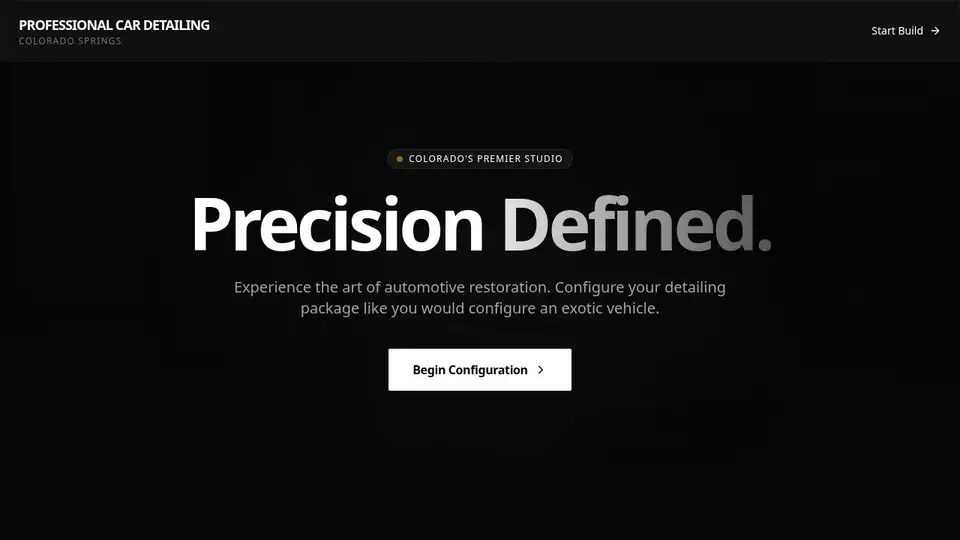 PROFESSIONAL CAR DETAILING
COLORADO SPRINGS
Start Build
COLORADO'S PREMIER STUDIO
Precision Defined.
Experience the art of automotive restoration. Configure your detailing
package like you would configure an exotic vehicle.
Begin Configuration